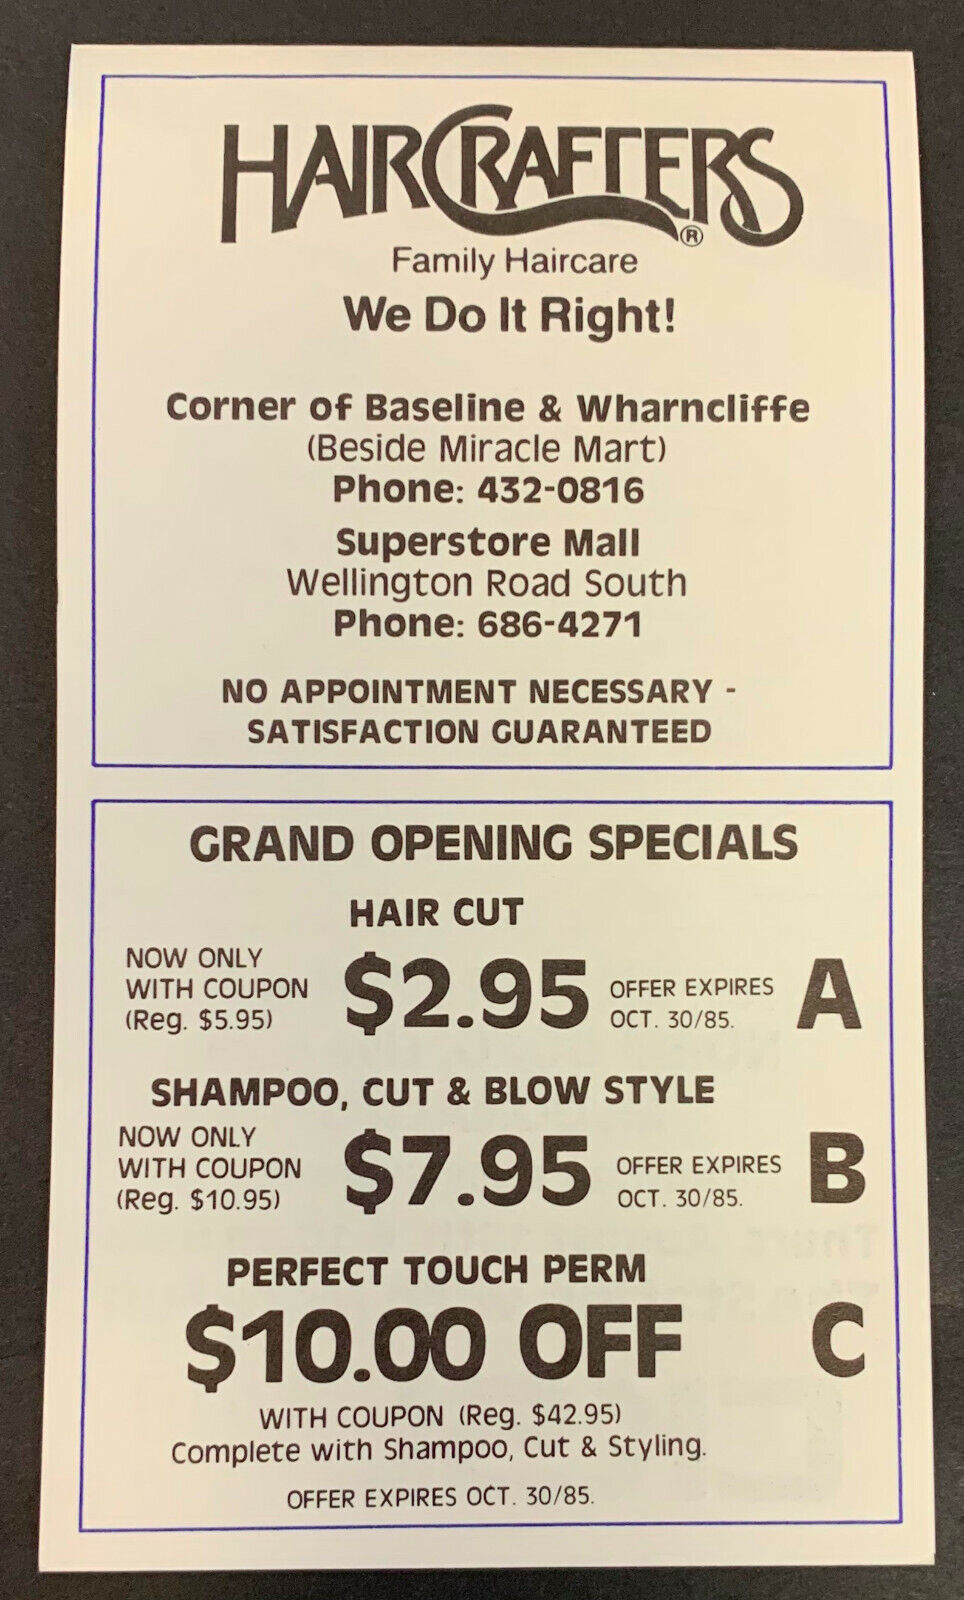 HAIRCRAFTERS®
Family Haircare
We Do It Right!
Corner of Baseline & Wharncliffe
(Beside Miracle Mart)
Phone: 432-0816
Superstore Mall
Wellington Road South
Phone: 686-4271
NO APPOINTMENT NECESSARY -
SATISFACTION GUARANTEED
GRAND OPENING SPECIALS
HAIR CUT
NOW ONLY
WITH COUPON
(Reg. $5.95)
$2.95
OFFER EXPIRES
OCT. 30/85.
A
SHAMPOO, CUT & BLOW STYLE
NOW ONLY
WITH COUPON
(Reg. $10.95)
$7.95
OFFER EXPIRES
OCT. 30/85.
B
PERFECT TOUCH PERM
$10.00 OFF
C
WITH COUPON (Reg. $42.95)
Complete with Shampoo, Cut & Styling.
OFFER EXPIRES OCT. 30/85.